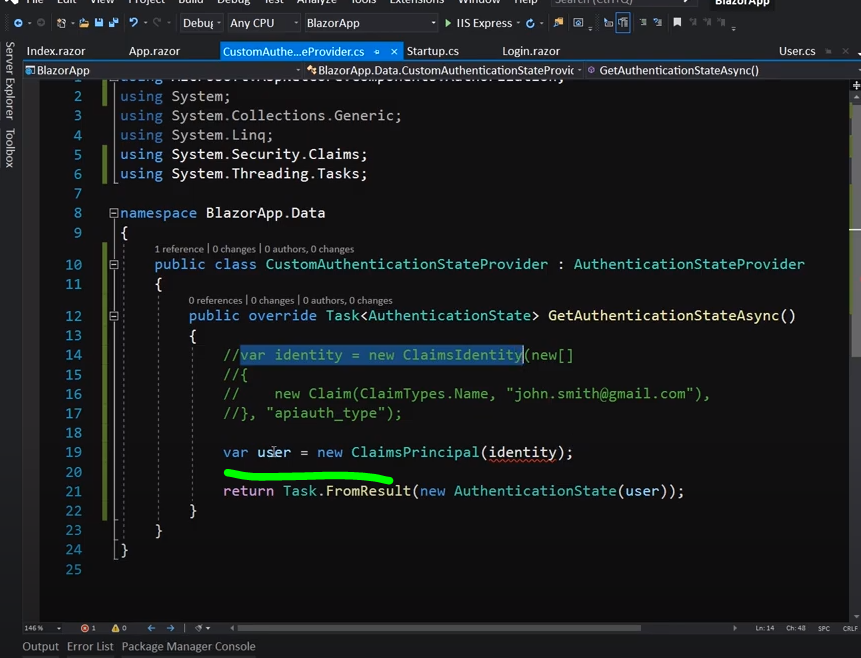 File Edit View Project Build Debug Test Analyze Tools Extensions Window Help Search (Ctrl+Q) BlazorApp
Debug Any CPU BlazorApp IIS Express
Index.razor App.razor CustomAuthe...eProvider.cs Startup.cs Login.razor User.cs
BlazorApp BlazorApp.Data.CustomAuthenticationStateProvic GetAuthenticationStateAsync()
Server Explorer
Toolbox
2 using System;
3 using System.Collections.Generic;
4 using System.Linq;
5 using System.Security.Claims;
6 using System.Threading.Tasks;
7
8 namespace BlazorApp.Data
9 {
1 reference | 0 changes | 0 authors, 0 changes
10 public class CustomAuthenticationStateProvider : AuthenticationStateProvider
11 {
0 references | 0 changes | 0 authors, 0 changes
12 public override Task<AuthenticationState> GetAuthenticationStateAsync()
13 {
14 //var identity = new ClaimsIdentity(new[]
15 //{
16 // new Claim(ClaimTypes.Name, "john.smith@gmail.com"),
17 //}, "apiauth_type");
18
19 var user = new ClaimsPrincipal(identity);
20
21 return Task.FromResult(new AuthenticationState(user));
22 }
23 }
24 }
25
146 % 1 0 Ln: 14 Ch: 48 SPC CRLF
Output Error List Package Manager Console